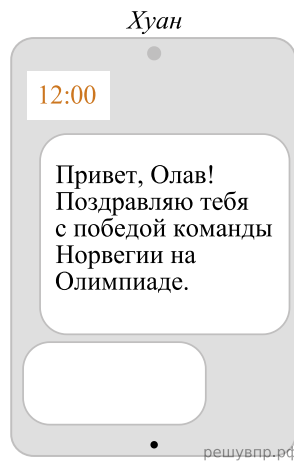 Хуан
12:00
Привет, Олав!
Поздравляю тебя
с победой команды
Норвегии на
Олимпиаде.
решувпр.рф